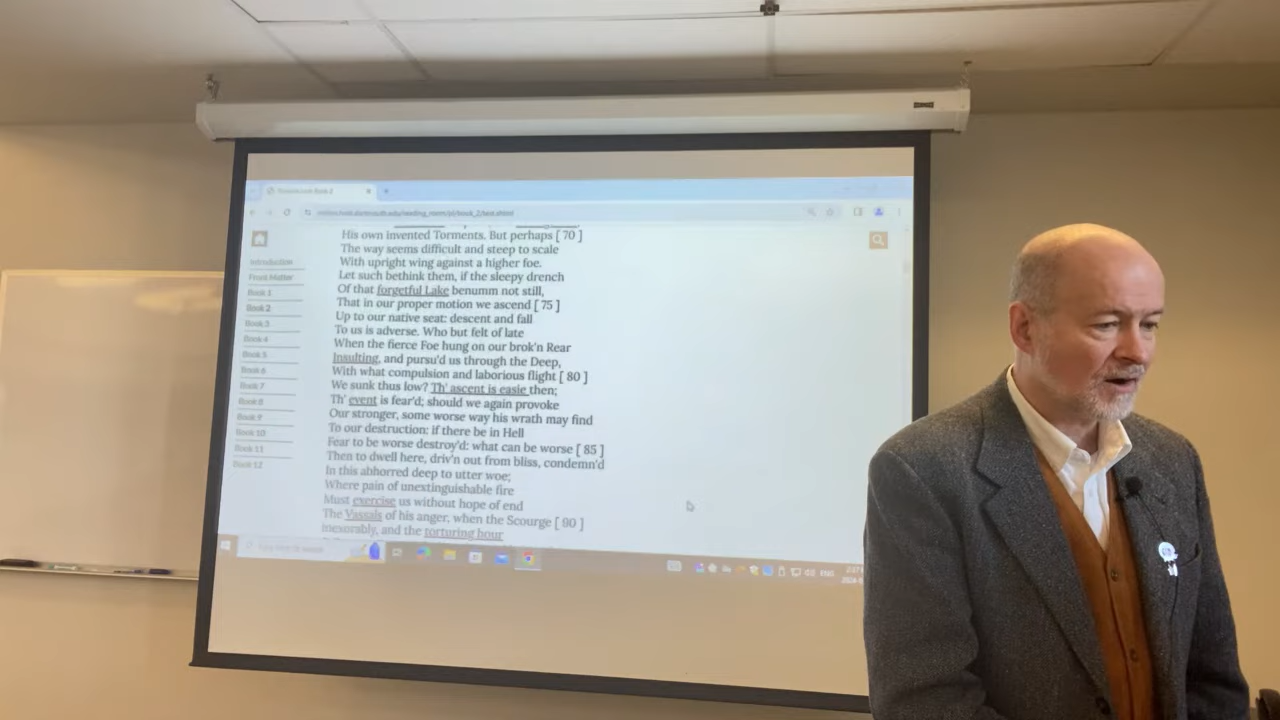 Book 2
His own invented Torments. But perhaps [ 70 ]
The way seems difficult and steep to scale
With upright wing against a higher foe.
Let such bethink them, if the sleepy drench
Of that forgetful Lake benumm not still,
That in our proper motion we ascend [ 75 ]
Up to our native seat: descent and fall
To us is adverse. Who but felt of late
When the fierce Foe hung on our brok'n Rear
Insulting, and pursu'd us through the Deep,
With what compulsion and laborious flight [ 80 ]
We sunk thus low? Th' ascent is easie then;
Th' event is fear'd; should we again provoke
Our stronger, some worse way his wrath may find
To our destruction: if there be in Hell
Fear to be worse destroy'd: what can be worse [ 85 ]
Then to dwell here, driv'n out from bliss, condemn'd
In this abhorred deep to utter woe;
Where pain of unextinguishable fire
Must exercise us without hope of end
The Vassals of his anger, when the Scourge [ 90 ]
Inexorably, and the torturing hour
Introduction
Front Matter
Book 1
Book 2
Book 3
Book 4
Book 5
Book 6
Book 7
Book 8
Book 9
Book 10
Book 11
Book 12
ENG